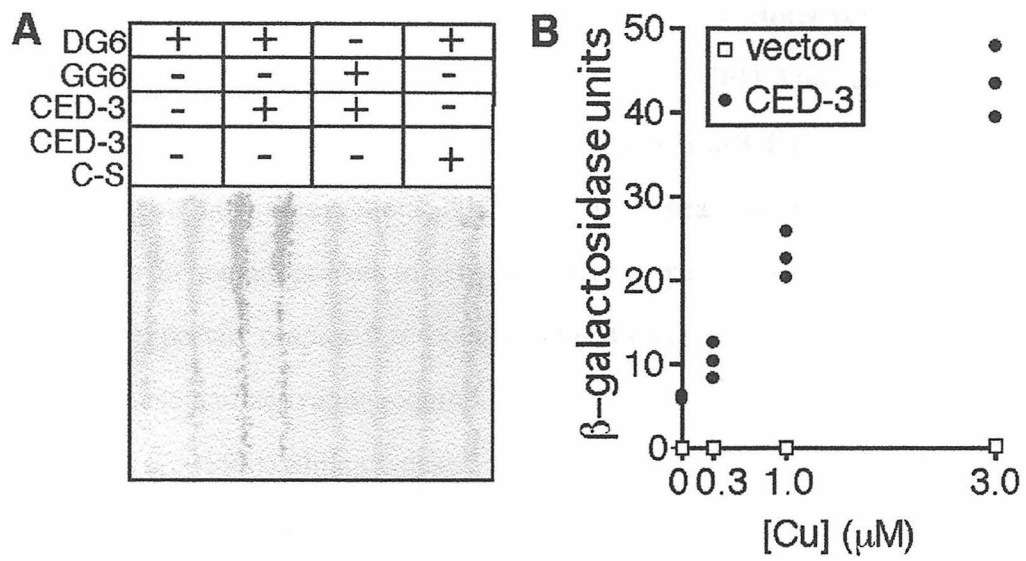 A
DG6 + + - +
GG6 - - + -
CED-3 - + + -
CED-3 C-S - - - +
B
β-galactosidase units
50
40
30
20
10
0
vector
CED-3
0 0.3 1.0 3.0
[Cu] (μM)